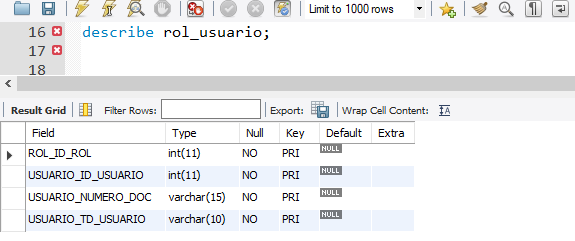 Limit to 1000 rows
16 describe rol_usuario;
17
18
Result Grid Filter Rows: Export: Wrap Cell Content: IA
Field Type Null Key Default Extra
ROL_ID_ROL int(11) NO PRI NULL
USUARIO_ID_USUARIO int(11) NO PRI NULL
USUARIO_NUMERO_DOC varchar(15) NO PRI NULL
USUARIO_TD_USUARIO varchar(10) NO PRI NULL